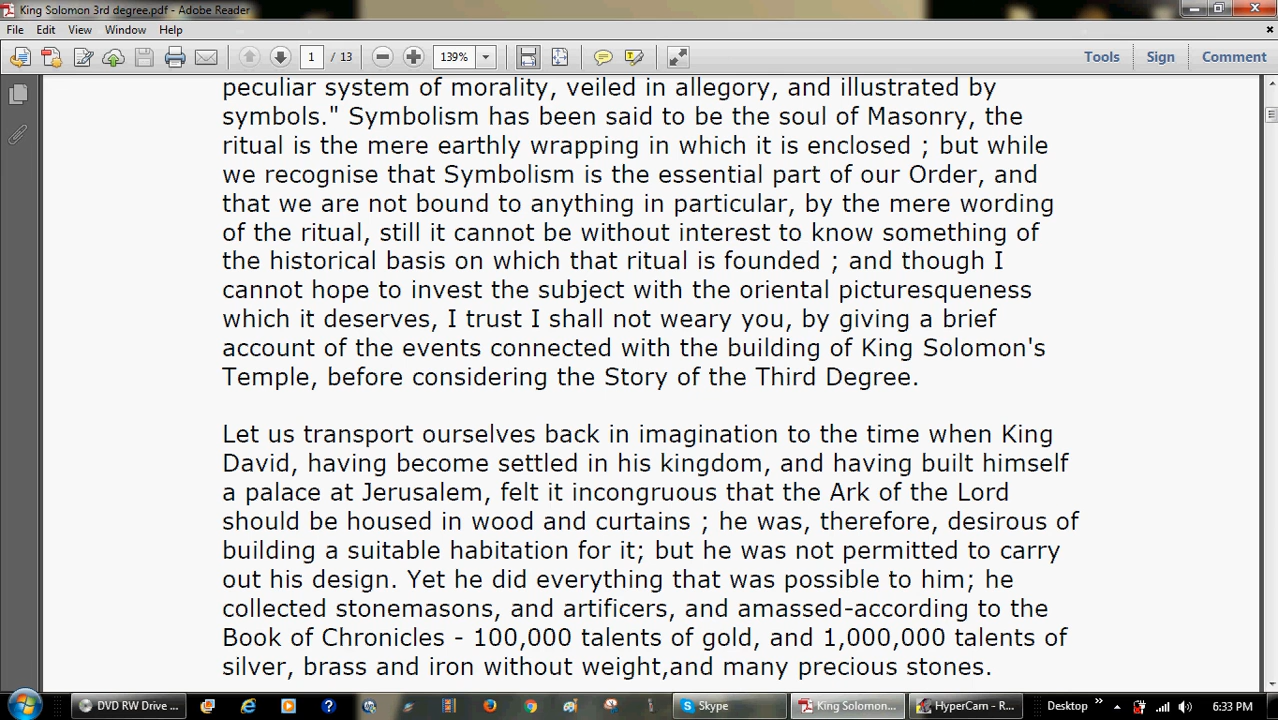 King Solomon 3rd degree.pdf - Adobe Reader
File Edit View Window Help
1 / 13 139% Tools Sign Comment
peculiar system of morality, veiled in allegory, and illustrated by
symbols." Symbolism has been said to be the soul of Masonry, the
ritual is the mere earthly wrapping in which it is enclosed ; but while
we recognise that Symbolism is the essential part of our Order, and
that we are not bound to anything in particular, by the mere wording
of the ritual, still it cannot be without interest to know something of
the historical basis on which that ritual is founded ; and though I
cannot hope to invest the subject with the oriental picturesqueness
which it deserves, I trust I shall not weary you, by giving a brief
account of the events connected with the building of King Solomon's
Temple, before considering the Story of the Third Degree.
Let us transport ourselves back in imagination to the time when King
David, having become settled in his kingdom, and having built himself
a palace at Jerusalem, felt it incongruous that the Ark of the Lord
should be housed in wood and curtains ; he was, therefore, desirous of
building a suitable habitation for it; but he was not permitted to carry
out his design. Yet he did everything that was possible to him; he
collected stonemasons, and artificers, and amassed-according to the
Book of Chronicles - 100,000 talents of gold, and 1,000,000 talents of
silver, brass and iron without weight,and many precious stones.
DVD RW Drive ... Skype King Solomon... HyperCam - R... Desktop » 6:33 PM